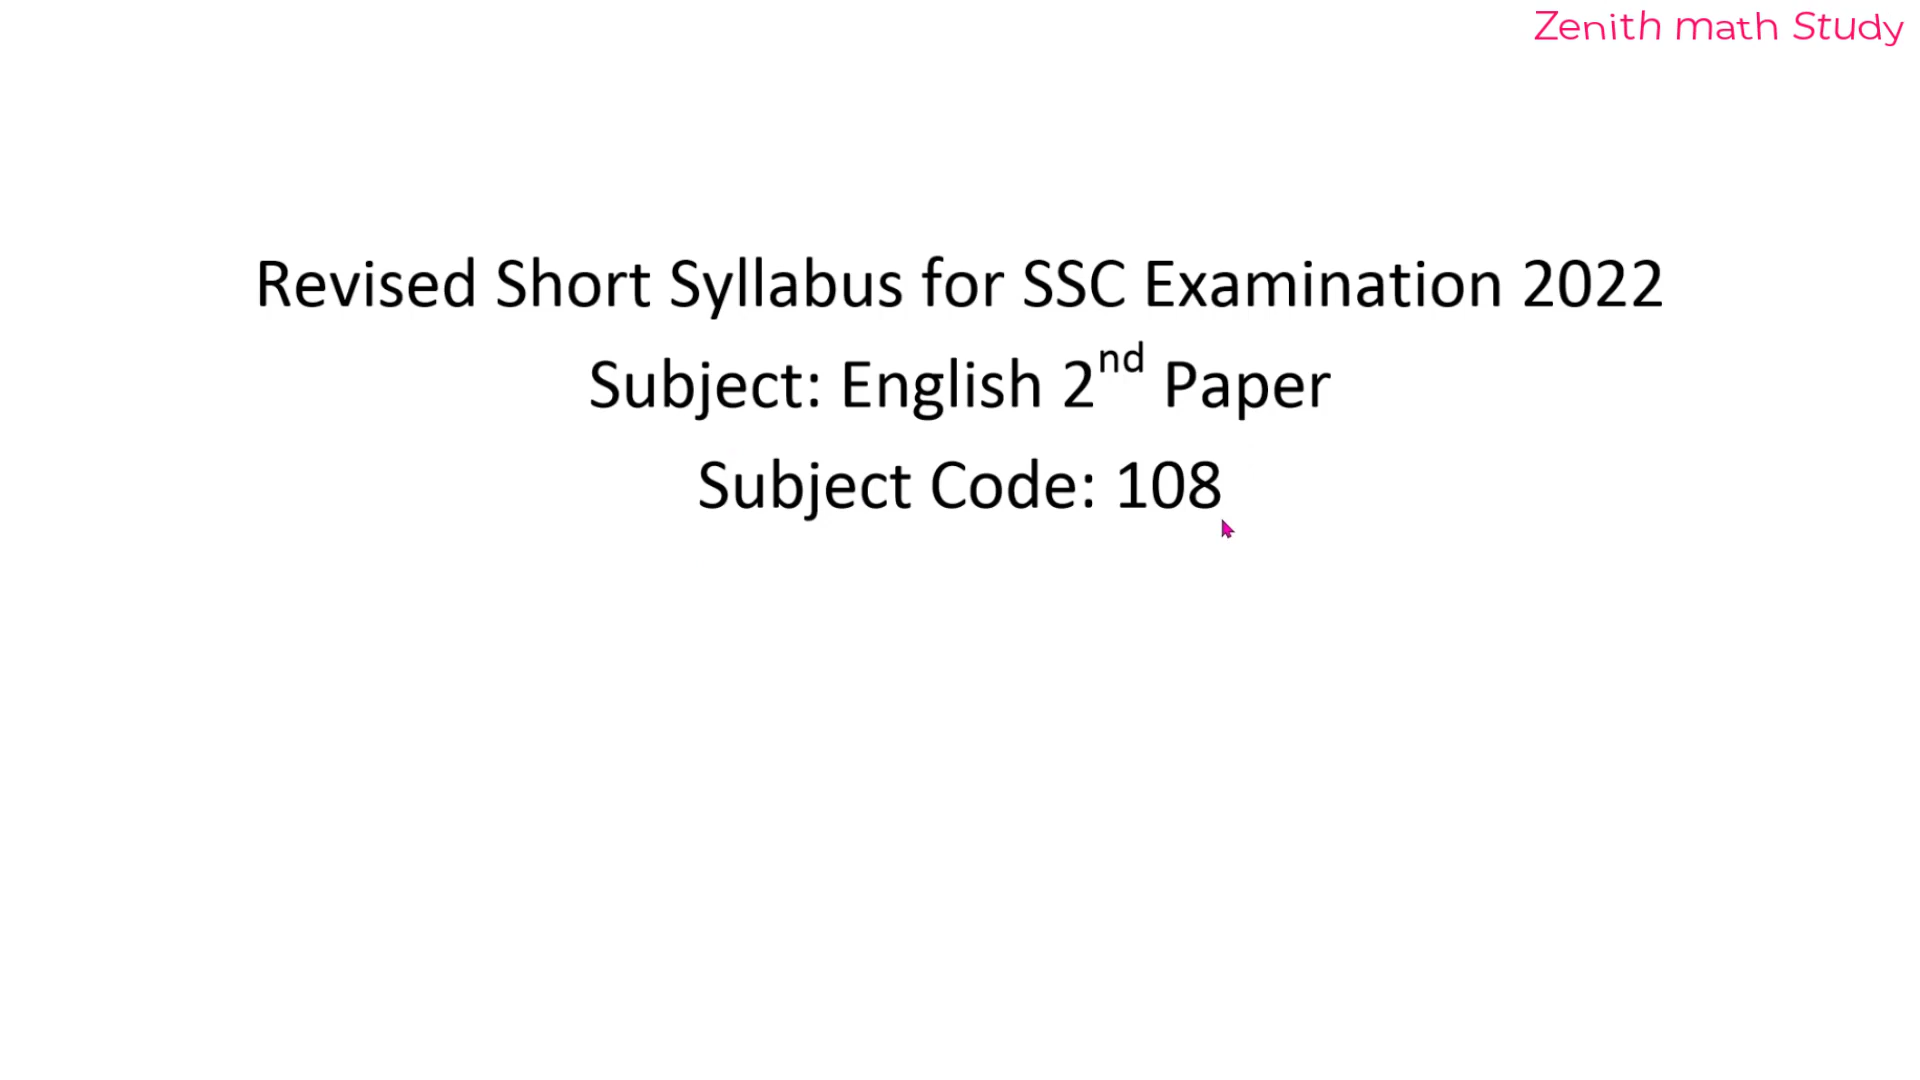 Zenith math Study
Revised Short Syllabus for SSC Examination 2022
Subject: English 2nd Paper
Subject Code: 108